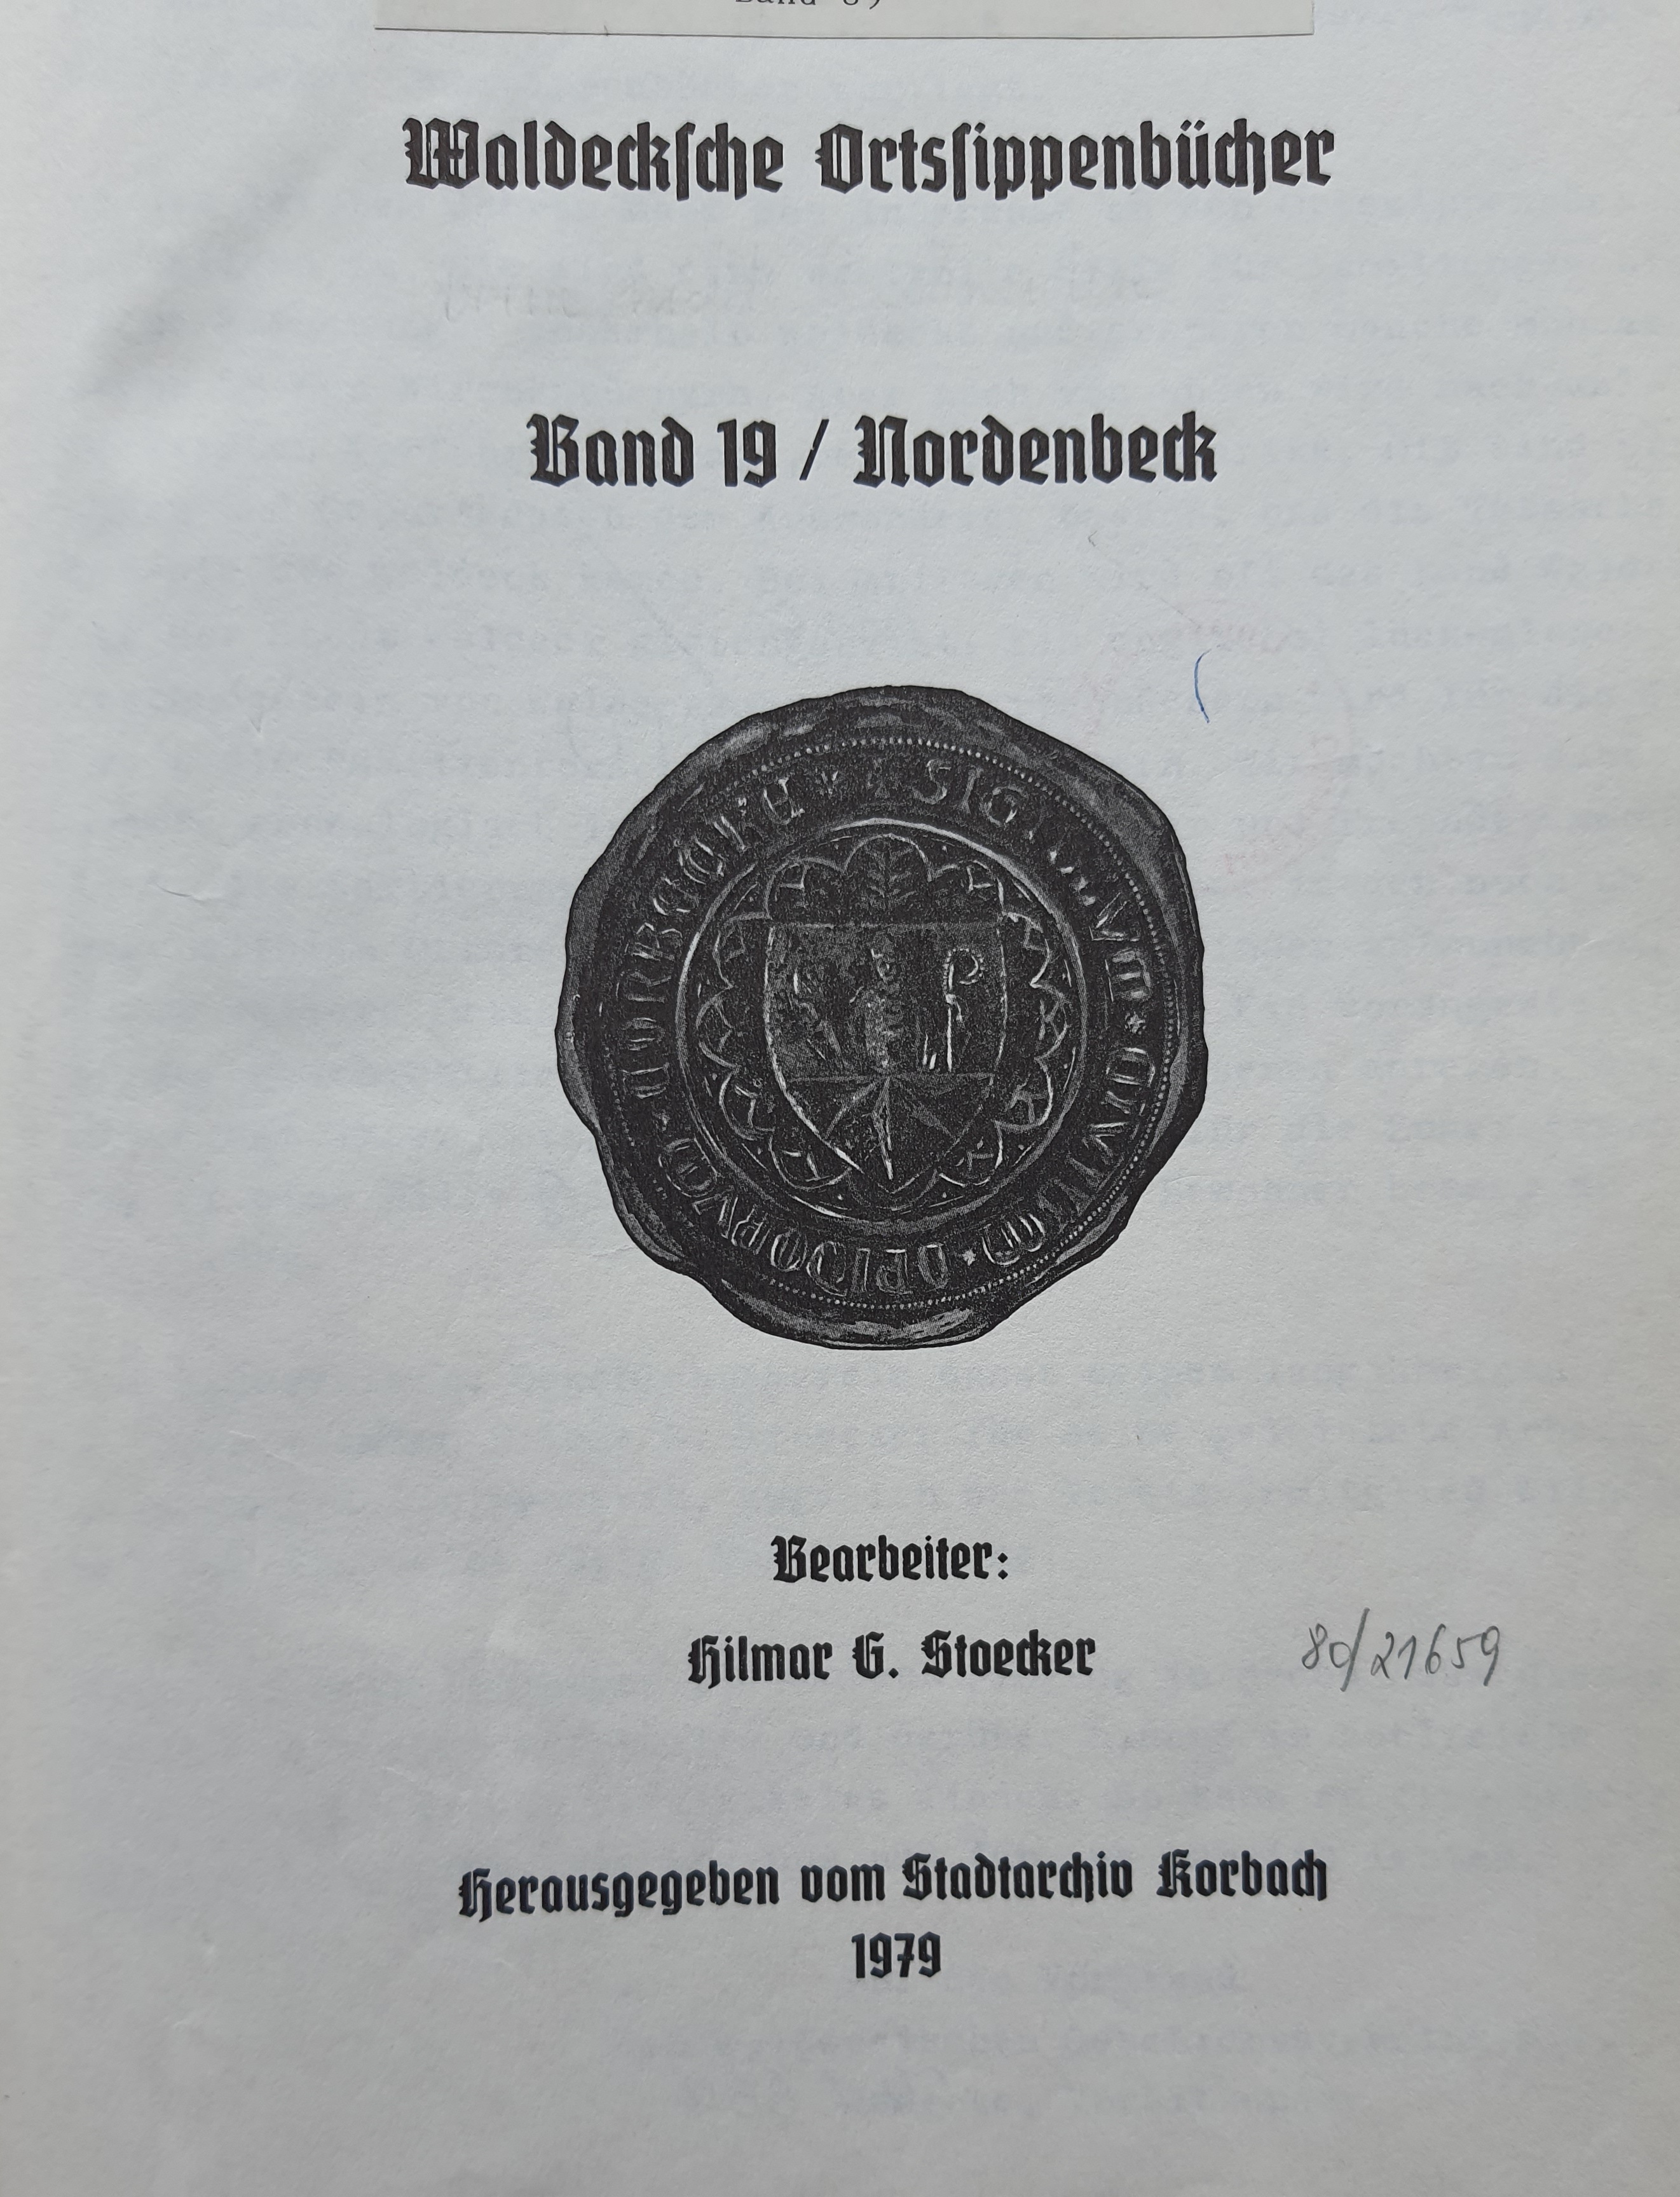 Waldecksche Ortssippenbücher
Band 19 / Nordenbeck
Bearbeiter:
Hilmar G. Stoecker
80/21659
Herausgegeben vom Stadtarchiv Korbach
1979